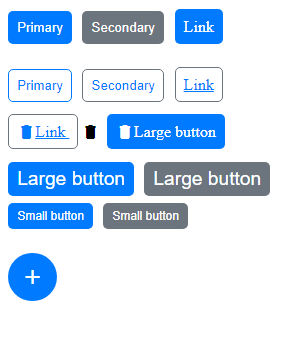 Primary Secondary Link
Primary Secondary Link
Link Large button
Large button Large button
Small button Small button
+